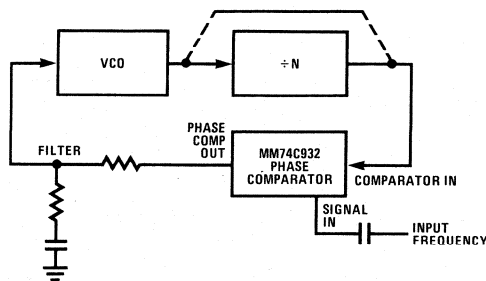 VCO
÷N
PHASE
COMP
OUT
MM74C932
PHASE
COMPARATOR
FILTER
COMPARATOR IN
SIGNAL
IN
INPUT
FREQUENCY